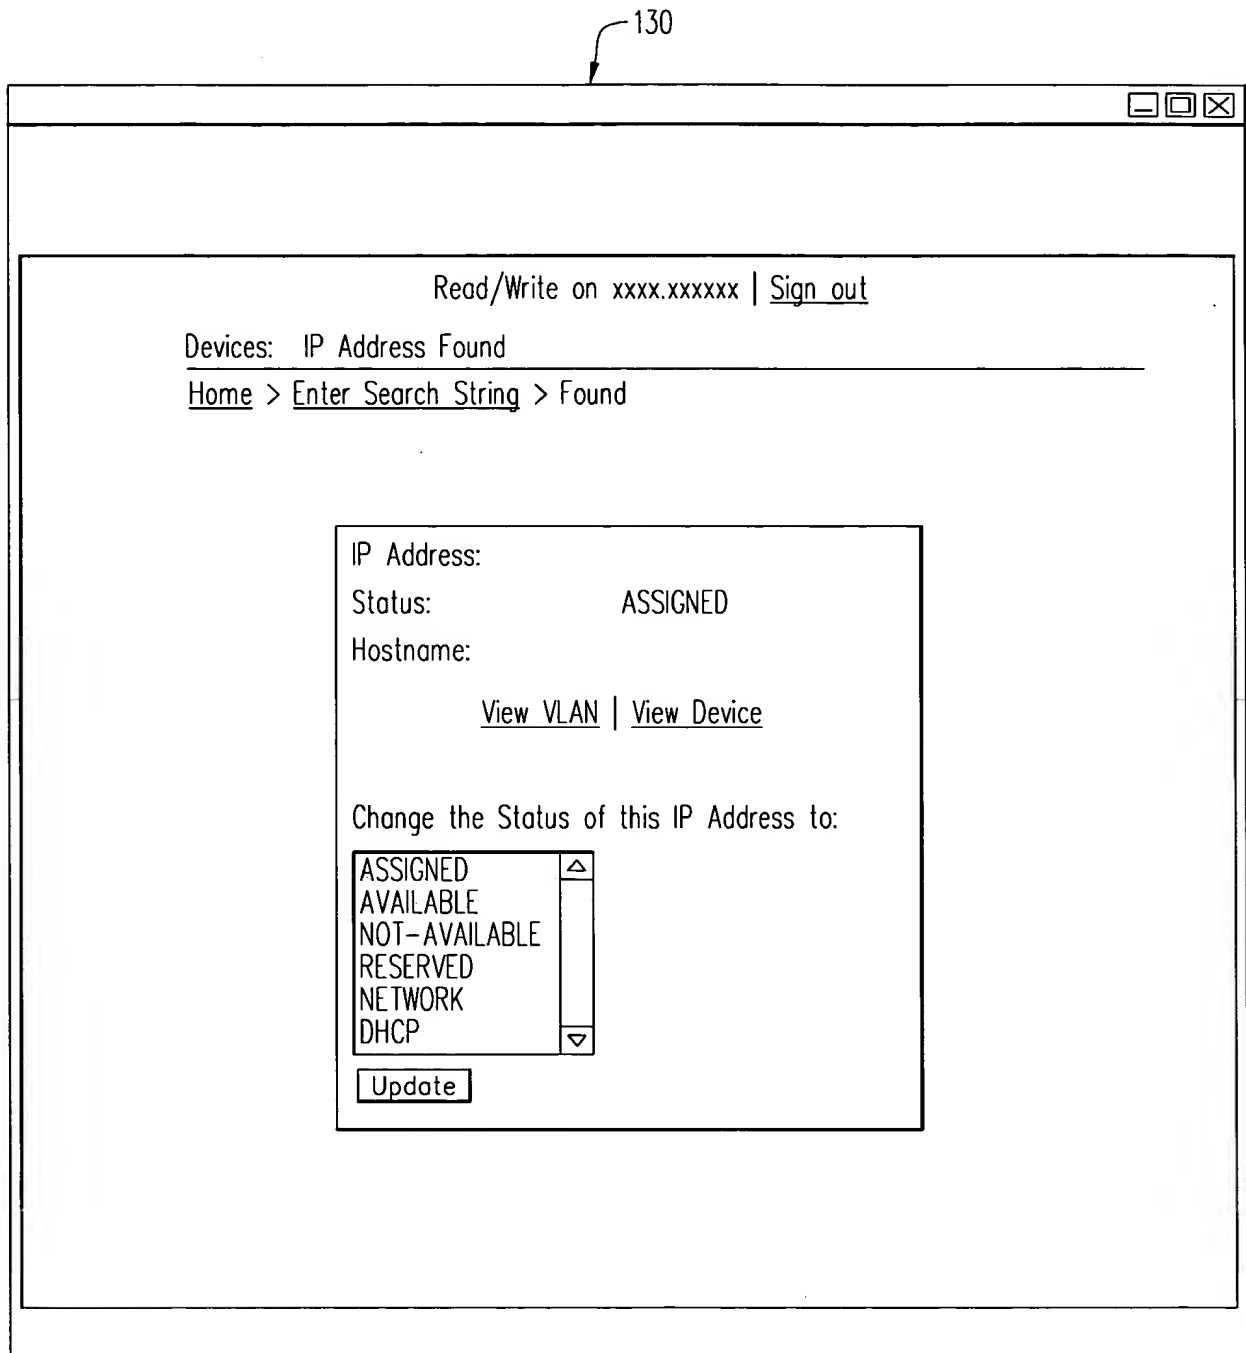 130
Read/Write on xxxx.xxxxxx | Sign out
Devices: IP Address Found
Home > Enter Search String > Found
IP Address:
Status: ASSIGNED
Hostname:
View VLAN | View Device
Change the Status of this IP Address to:
ASSIGNED
AVAILABLE
NOT-AVAILABLE
RESERVED
NETWORK
DHCP
Update